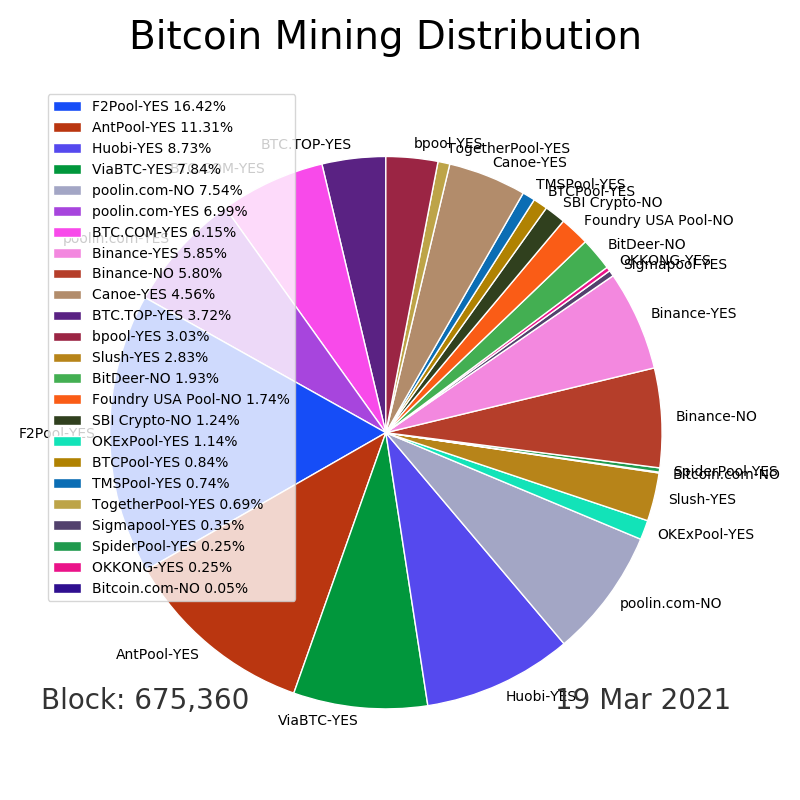 Bitcoin Mining Distribution
F2Pool-YES 16.42%
AntPool-YES 11.31%
Huobi-YES 8.73%
ViaBTC-YES 7.84%
poolin.com-NO 7.54%
poolin.com-YES 6.99%
BTC.COM-YES 6.15%
Binance-YES 5.85%
Binance-NO 5.80%
Canoe-YES 4.56%
BTC.TOP-YES 3.72%
bpool-YES 3.03%
Slush-YES 2.83%
BitDeer-NO 1.93%
Foundry USA Pool-NO 1.74%
SBI Crypto-NO 1.24%
OKExPool-YES 1.14%
BTCPool-YES 0.84%
TMSPool-YES 0.74%
TogetherPool-YES 0.69%
Sigmapool-YES 0.35%
SpiderPool-YES 0.25%
OKKONG-YES 0.25%
Bitcoin.com-NO 0.05%
bpool-YES
TogetherPool-YES
Canoe-YES
TMSPool-YES
BTCPool-YES
SBI Crypto-NO
Foundry USA Pool-NO
BitDeer-NO
OKKONG-YES
Sigmapool-YES
Binance-YES
Binance-NO
SpiderPool-YES
Bitcoin.com-NO
Slush-YES
OKExPool-YES
poolin.com-NO
Huobi-YES
ViaBTC-YES
AntPool-YES
F2Pool-YES
poolin.com-YES
BTC.COM-YES
BTC.TOP-YES
Block: 675,360
19 Mar 2021